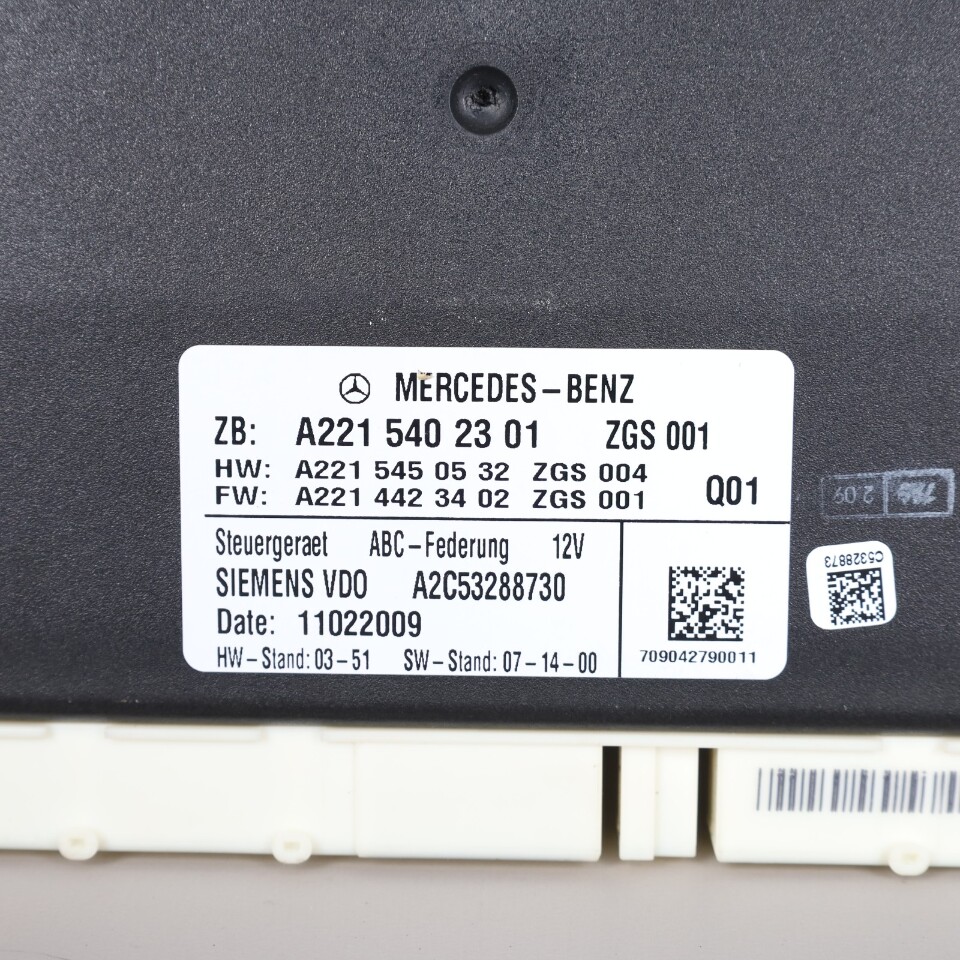 MERCEDES-BENZ
ZB: A221 540 23 01 ZGS 001
HW: A221 545 05 32 ZGS 004
FW: A221 442 34 02 ZGS 001 Q01
Steuergeraet ABC-Federung 12V
SIEMENS VDO A2C53288730
Date: 11022009
HW-Stand: 03-51 SW-Stand: 07-14-00
709042790011
C5328873
2.09